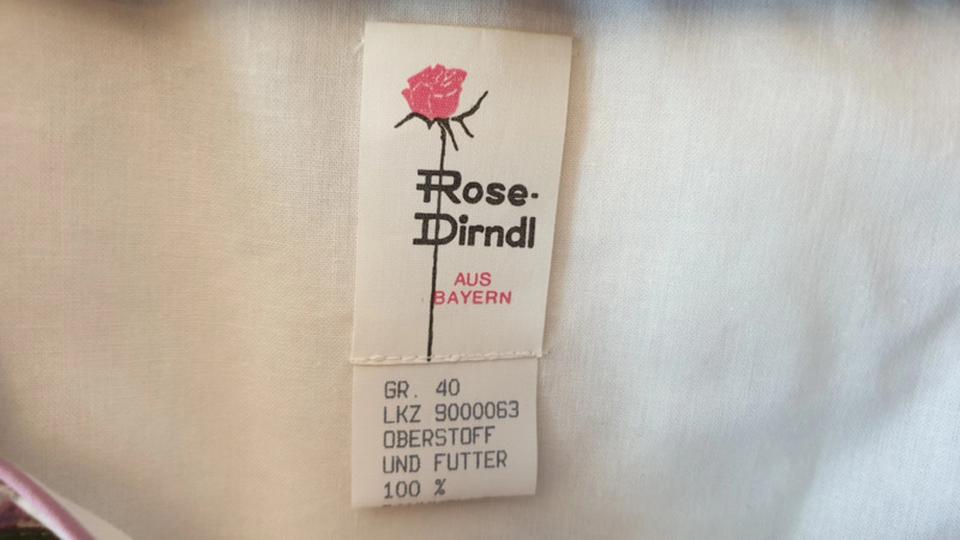 Rose-
Dirndl
AUS
BAYERN
GR. 40
LKZ 9000063
OBERSTOFF
UND FUTTER
100 %